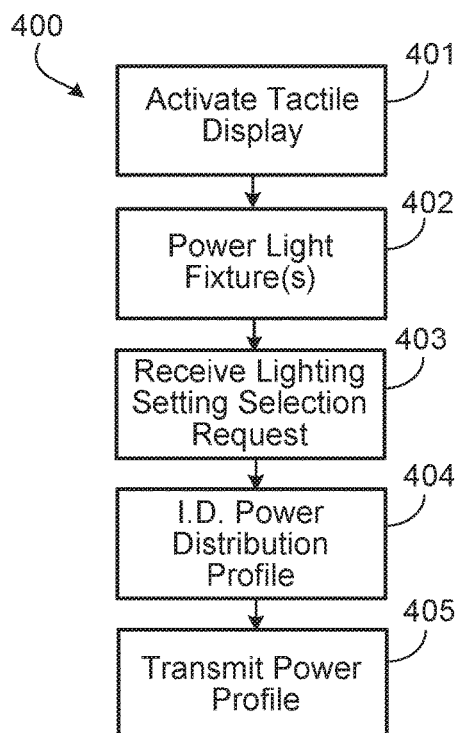 400
401
Activate Tactile
Display
402
Power Light
Fixture(s)
403
Receive Lighting
Setting Selection
Request
404
I.D. Power
Distribution
Profile
405
Transmit Power
Profile